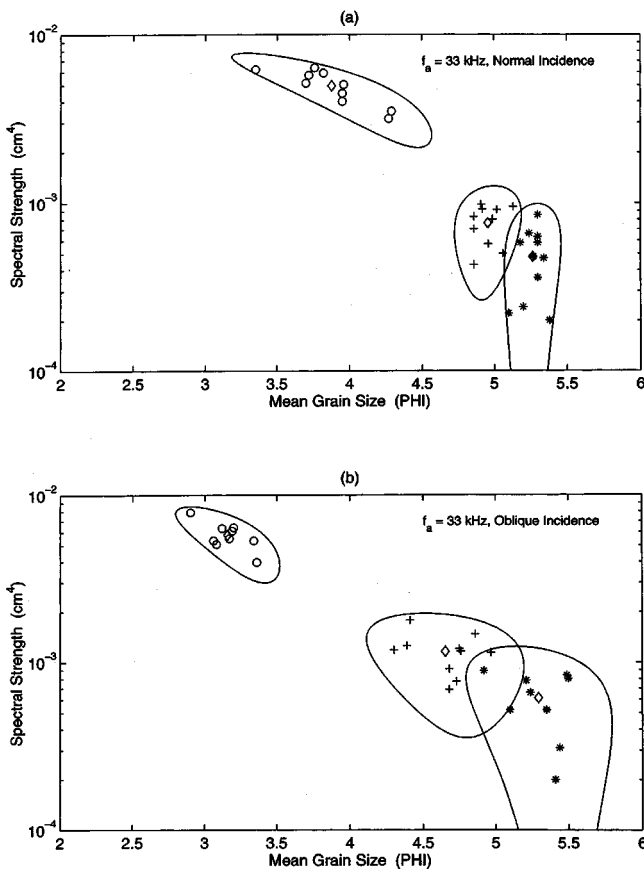 (a)
f_a = 33 kHz, Normal Incidence
Spectral Strength (cm^4)
10^-2
10^-3
10^-4
2 2.5 3 3.5 4 4.5 5 5.5 6
Mean Grain Size (PHI)
(b)
f_a = 33 kHz, Oblique Incidence
Spectral Strength (cm^4)
10^-2
10^-3
10^-4
2 2.5 3 3.5 4 4.5 5 5.5 6
Mean Grain Size (PHI)